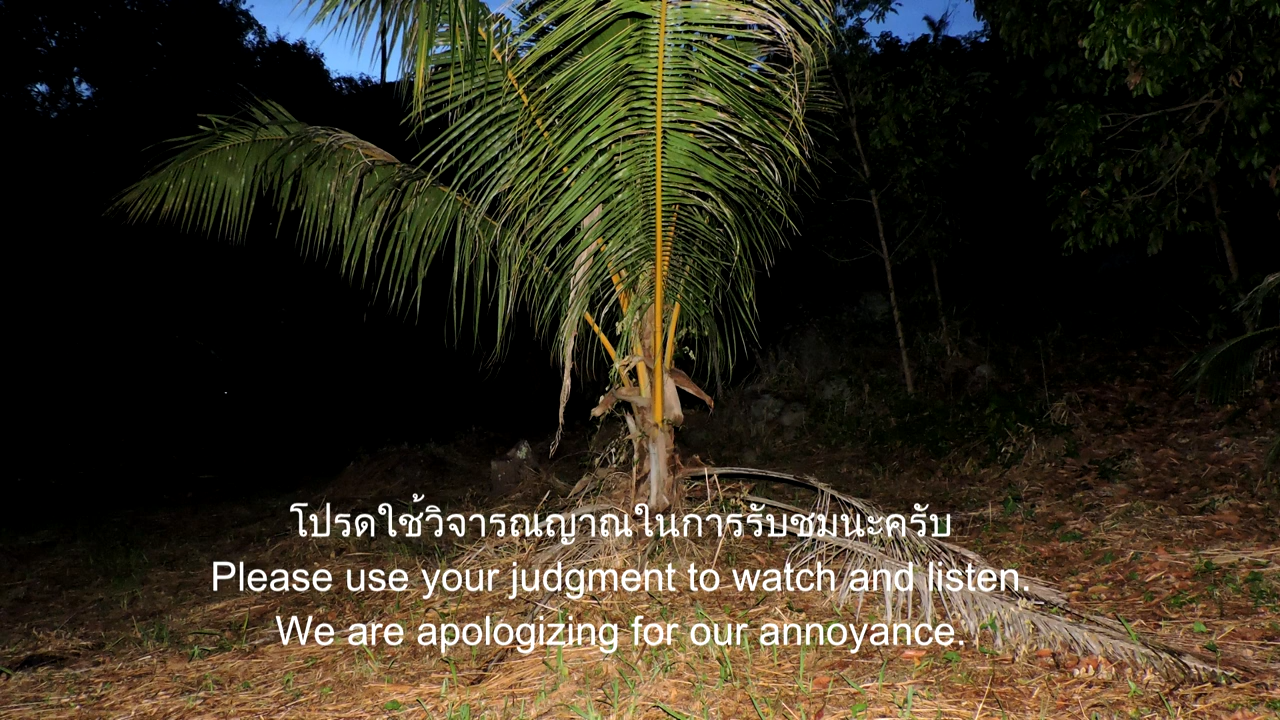 โปรดใช้วิจารณญาณในการรับชมนะครับ
Please use your judgment to watch and listen.
We are apologizing for our annoyance.